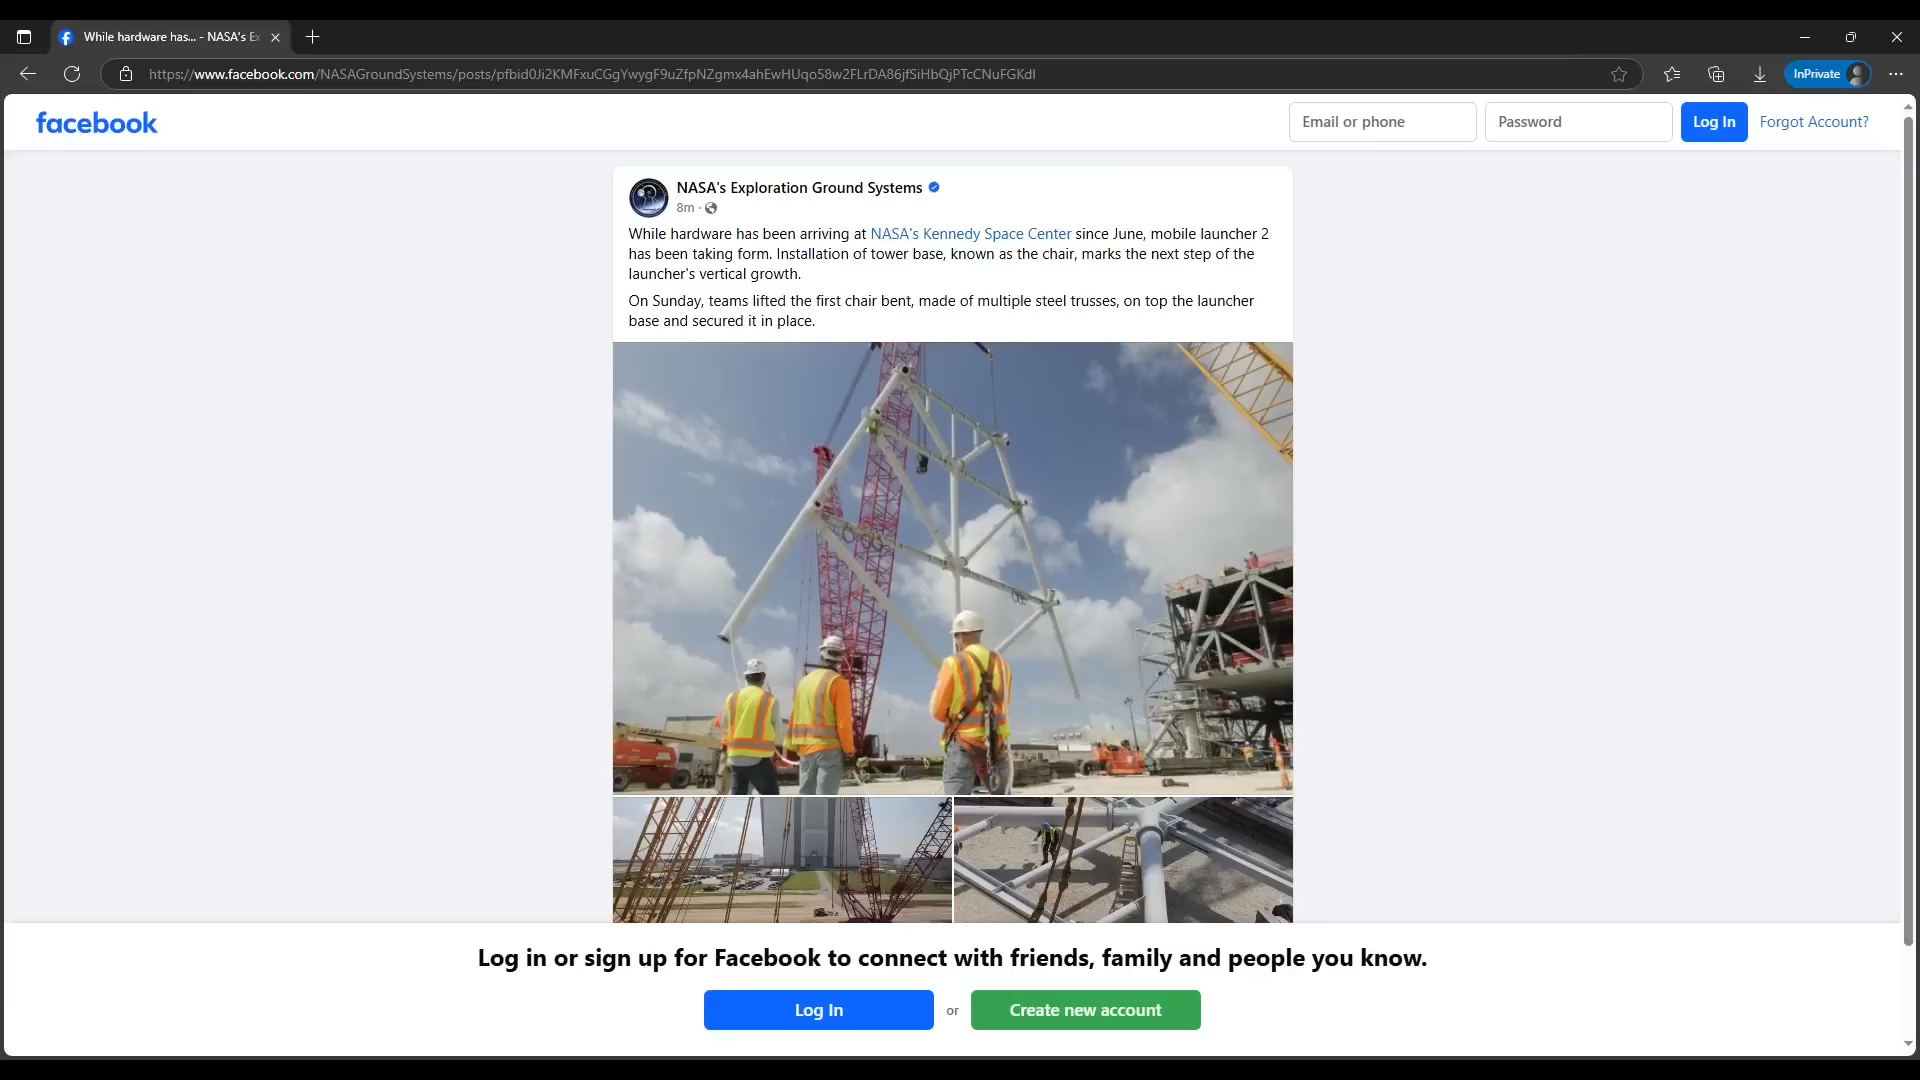 While hardware has... - NASA's Ex
https://www.facebook.com/NASAGroundSystems/posts/pfbid0Ji2KMFxuCGgYwygF9uZfpNZgmx4ahEwHUqo58w2FLrDA86jfSiHbQjPTcCNuFGKdl
InPrivate
facebook
Email or phone
Password
Log In
Forgot Account?
NASA's Exploration Ground Systems
8m ·
While hardware has been arriving at NASA's Kennedy Space Center since June, mobile launcher 2
has been taking form. Installation of tower base, known as the chair, marks the next step of the
launcher's vertical growth.
On Sunday, teams lifted the first chair bent, made of multiple steel trusses, on top the launcher
base and secured it in place.
Log in or sign up for Facebook to connect with friends, family and people you know.
Log In
or
Create new account